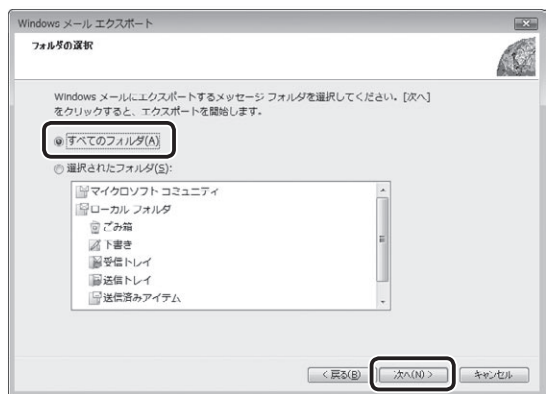 Windows メール エクスポート
フォルダの選択
Windows メールにエクスポートするメッセージ フォルダを選択してください。[次へ]
をクリックすると、エクスポートを開始します。
すべてのフォルダ(A)
選択されたフォルダ(S):
マイクロソフト コミュニティ
ローカル フォルダ
ごみ箱
下書き
受信トレイ
送信トレイ
送信済みアイテム
< 戻る(B)
次へ(N) >
キャンセル